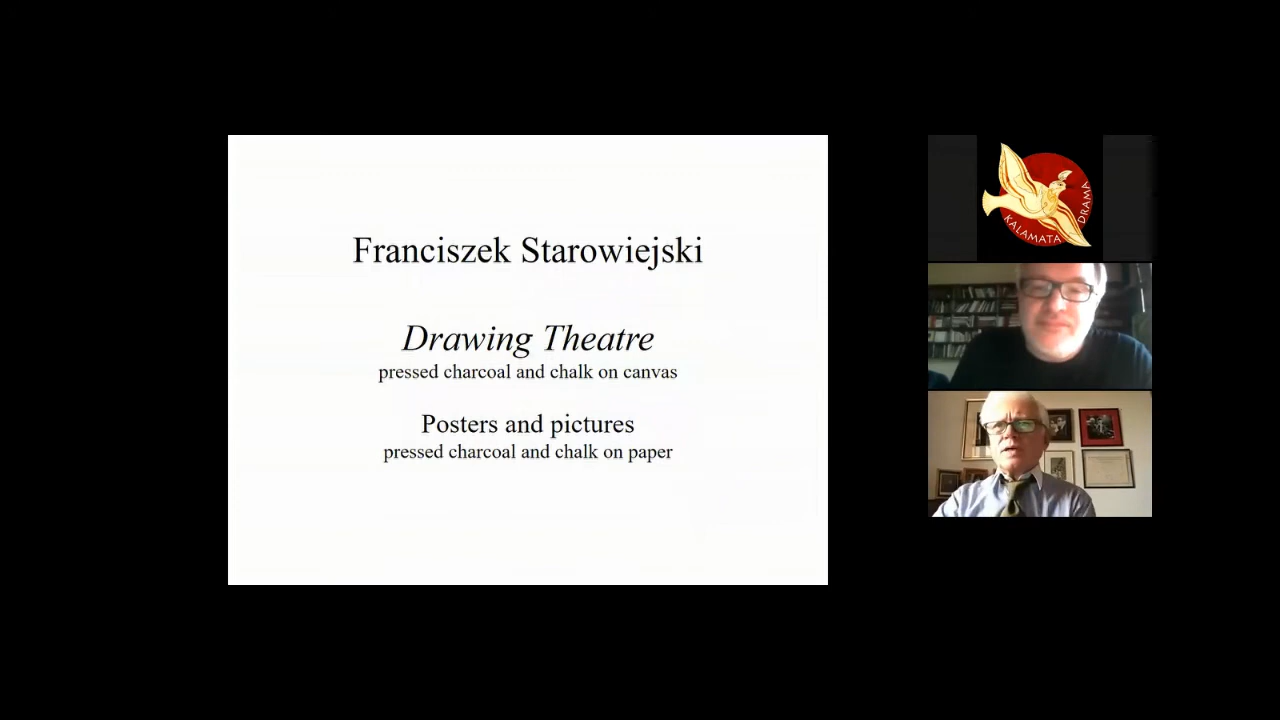 Franciszek Starowiejski
Drawing Theatre
pressed charcoal and chalk on canvas
Posters and pictures
pressed charcoal and chalk on paper
KALAMATA DRAMA